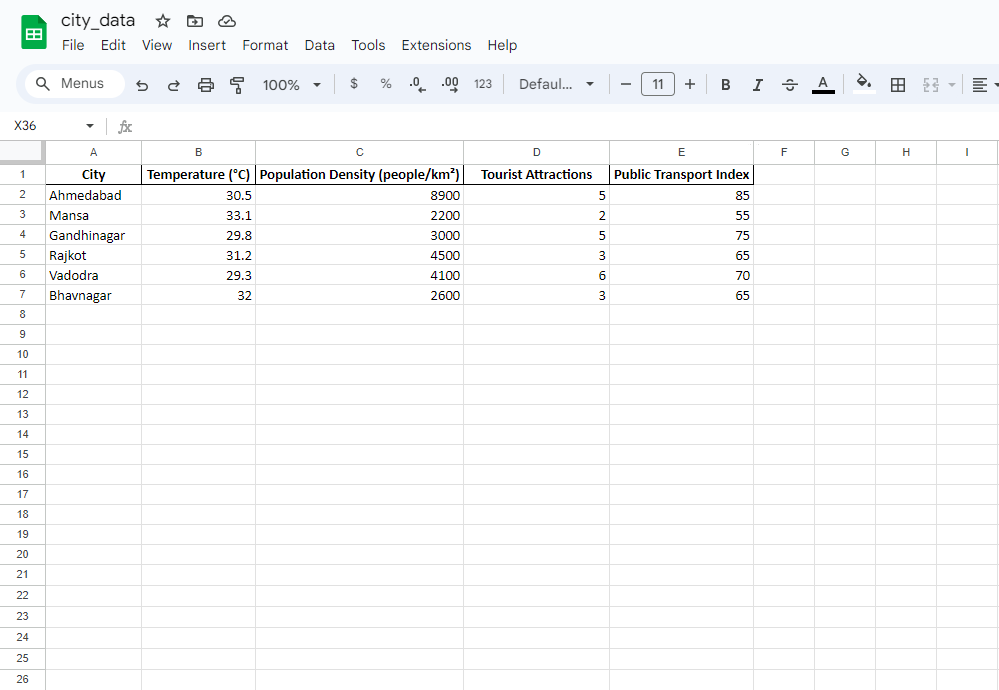 city_data
File Edit View Insert Format Data Tools Extensions Help
Menus 100% $ % .0 .00 123 Defaul... − 11 + B I S A
X36 fx
A B C D E F G H I
1 City Temperature (°C) Population Density (people/km²) Tourist Attractions Public Transport Index
2 Ahmedabad 30.5 8900 5 85
3 Mansa 33.1 2200 2 55
4 Gandhinagar 29.8 3000 5 75
5 Rajkot 31.2 4500 3 65
6 Vadodra 29.3 4100 6 70
7 Bhavnagar 32 2600 3 65
8
9
10
11
12
13
14
15
16
17
18
19
20
21
22
23
24
25
26